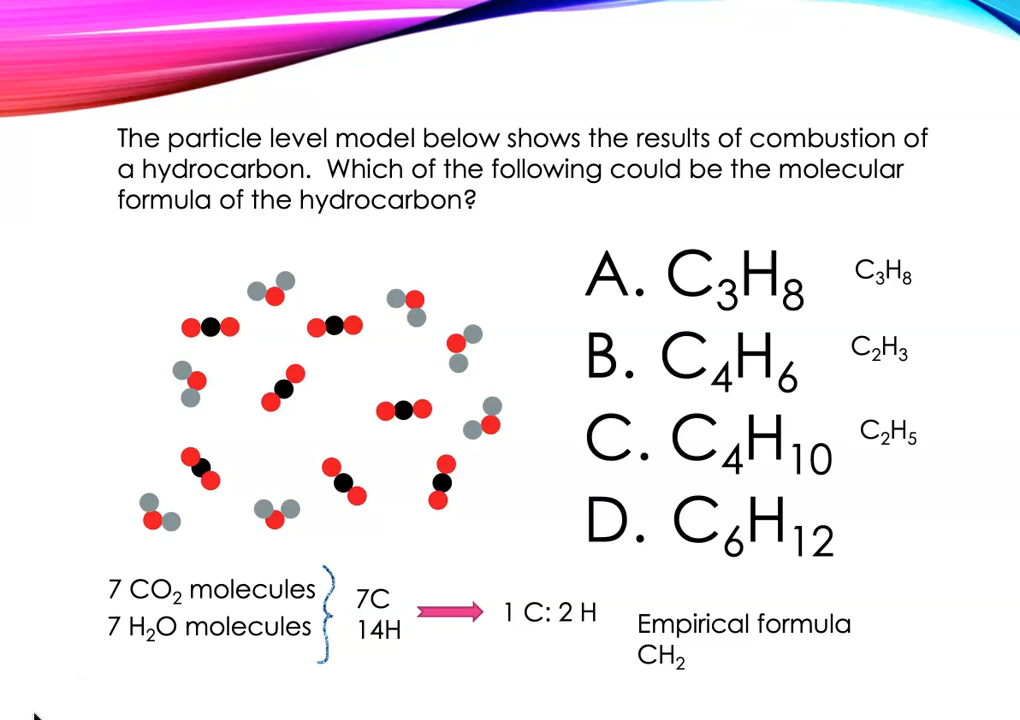 The particle level model below shows the results of combustion of
a hydrocarbon.  Which of the following could be the molecular
formula of the hydrocarbon?
A. C₃H₈ C₃H₈
B. C₄H₆ C₂H₃
C. C₄H₁₀ C₂H₅
D. C₆H₁₂
7 CO₂ molecules
7 H₂O molecules
7C
14H
1 C: 2 H
Empirical formula
CH₂